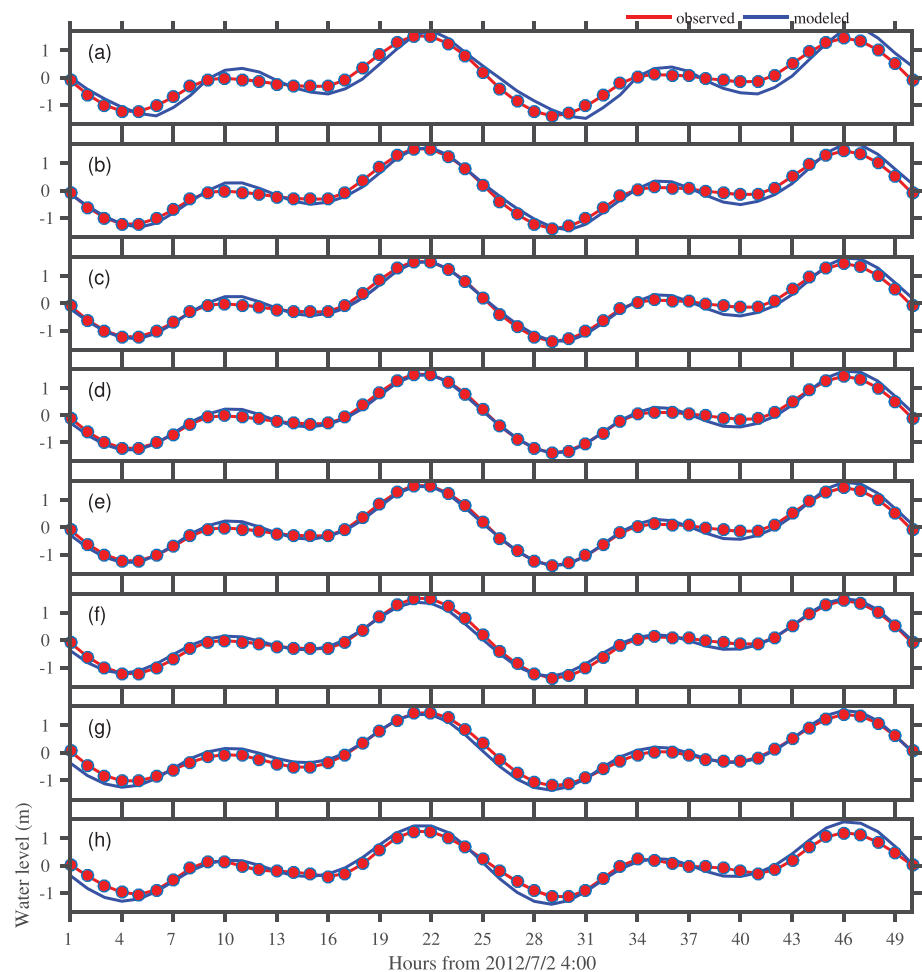 observed modeled
(a)
1
0
-1
(b)
1
0
-1
(c)
1
0
-1
(d)
1
0
-1
(e)
1
0
-1
(f)
1
0
-1
(g)
1
0
-1
(h)
1
0
-1
Water level (m)
1 4 7 10 13 16 19 22 25 28 31 34 37 40 43 46 49
Hours from 2012/7/2 4:00